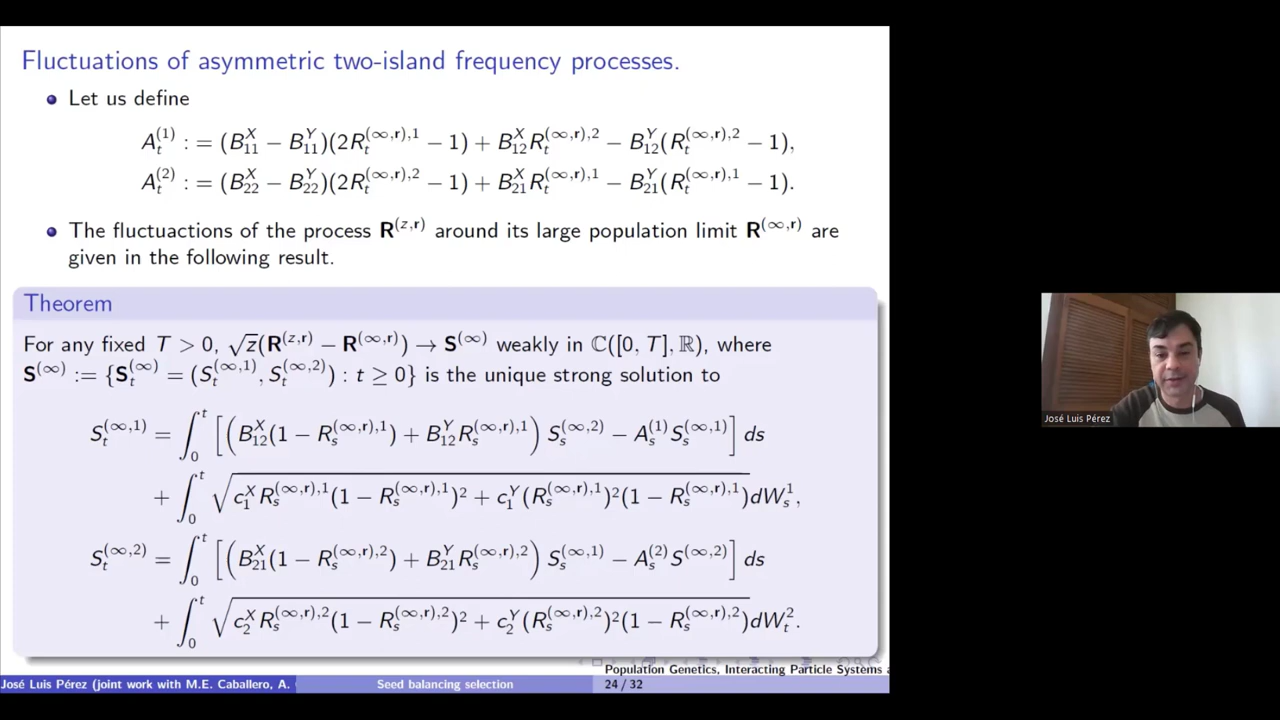 Fluctuations of asymmetric two-island frequency processes.
• Let us define
A_t^{(1)} : = (B_{11}^X − B_{11}^Y)(2R_t^{(∞,r),1} − 1) + B_{12}^X R_t^{(∞,r),2} − B_{12}^Y(R_t^{(∞,r),2} − 1),
A_t^{(2)} : = (B_{22}^X − B_{22}^Y)(2R_t^{(∞,r),2} − 1) + B_{21}^X R_t^{(∞,r),1} − B_{21}^Y(R_t^{(∞,r),1} − 1).
• The fluctuactions of the process R^{(z,r)} around its large population limit R^{(∞,r)} are
given in the following result.
Theorem
For any fixed T > 0, √z(R^{(z,r)} − R^{(∞,r)}) → S^{(∞)} weakly in ℂ([0, T], ℝ), where
S^{(∞)} := {S_t^{(∞)} = (S_t^{(∞,1)}, S_t^{(∞,2)}) : t ≥ 0} is the unique strong solution to
S_t^{(∞,1)} = ∫_0^t [(B_{12}^X(1 − R_s^{(∞,r),1}) + B_{12}^Y R_s^{(∞,r),1}) S_s^{(∞,2)} − A_s^{(1)} S_s^{(∞,1)}] ds
+ ∫_0^t √(c_1^X R_s^{(∞,r),1}(1 − R_s^{(∞,r),1})^2 + c_1^Y(R_s^{(∞,r),1})^2(1 − R_s^{(∞,r),1})) dW_s^1,
S_t^{(∞,2)} = ∫_0^t [(B_{21}^X(1 − R_s^{(∞,r),2}) + B_{21}^Y R_s^{(∞,r),2}) S_s^{(∞,1)} − A_s^{(2)} S^{(∞,2)}] ds
+ ∫_0^t √(c_2^X R_s^{(∞,r),2}(1 − R_s^{(∞,r),2})^2 + c_2^Y(R_s^{(∞,r),2})^2(1 − R_s^{(∞,r),2})) dW_t^2.
Population Genetics, Interacting Particle Systems
José Luis Pérez (joint work with M.E. Caballero, A.
Seed balancing selection
24 / 32
José Luis Pérez